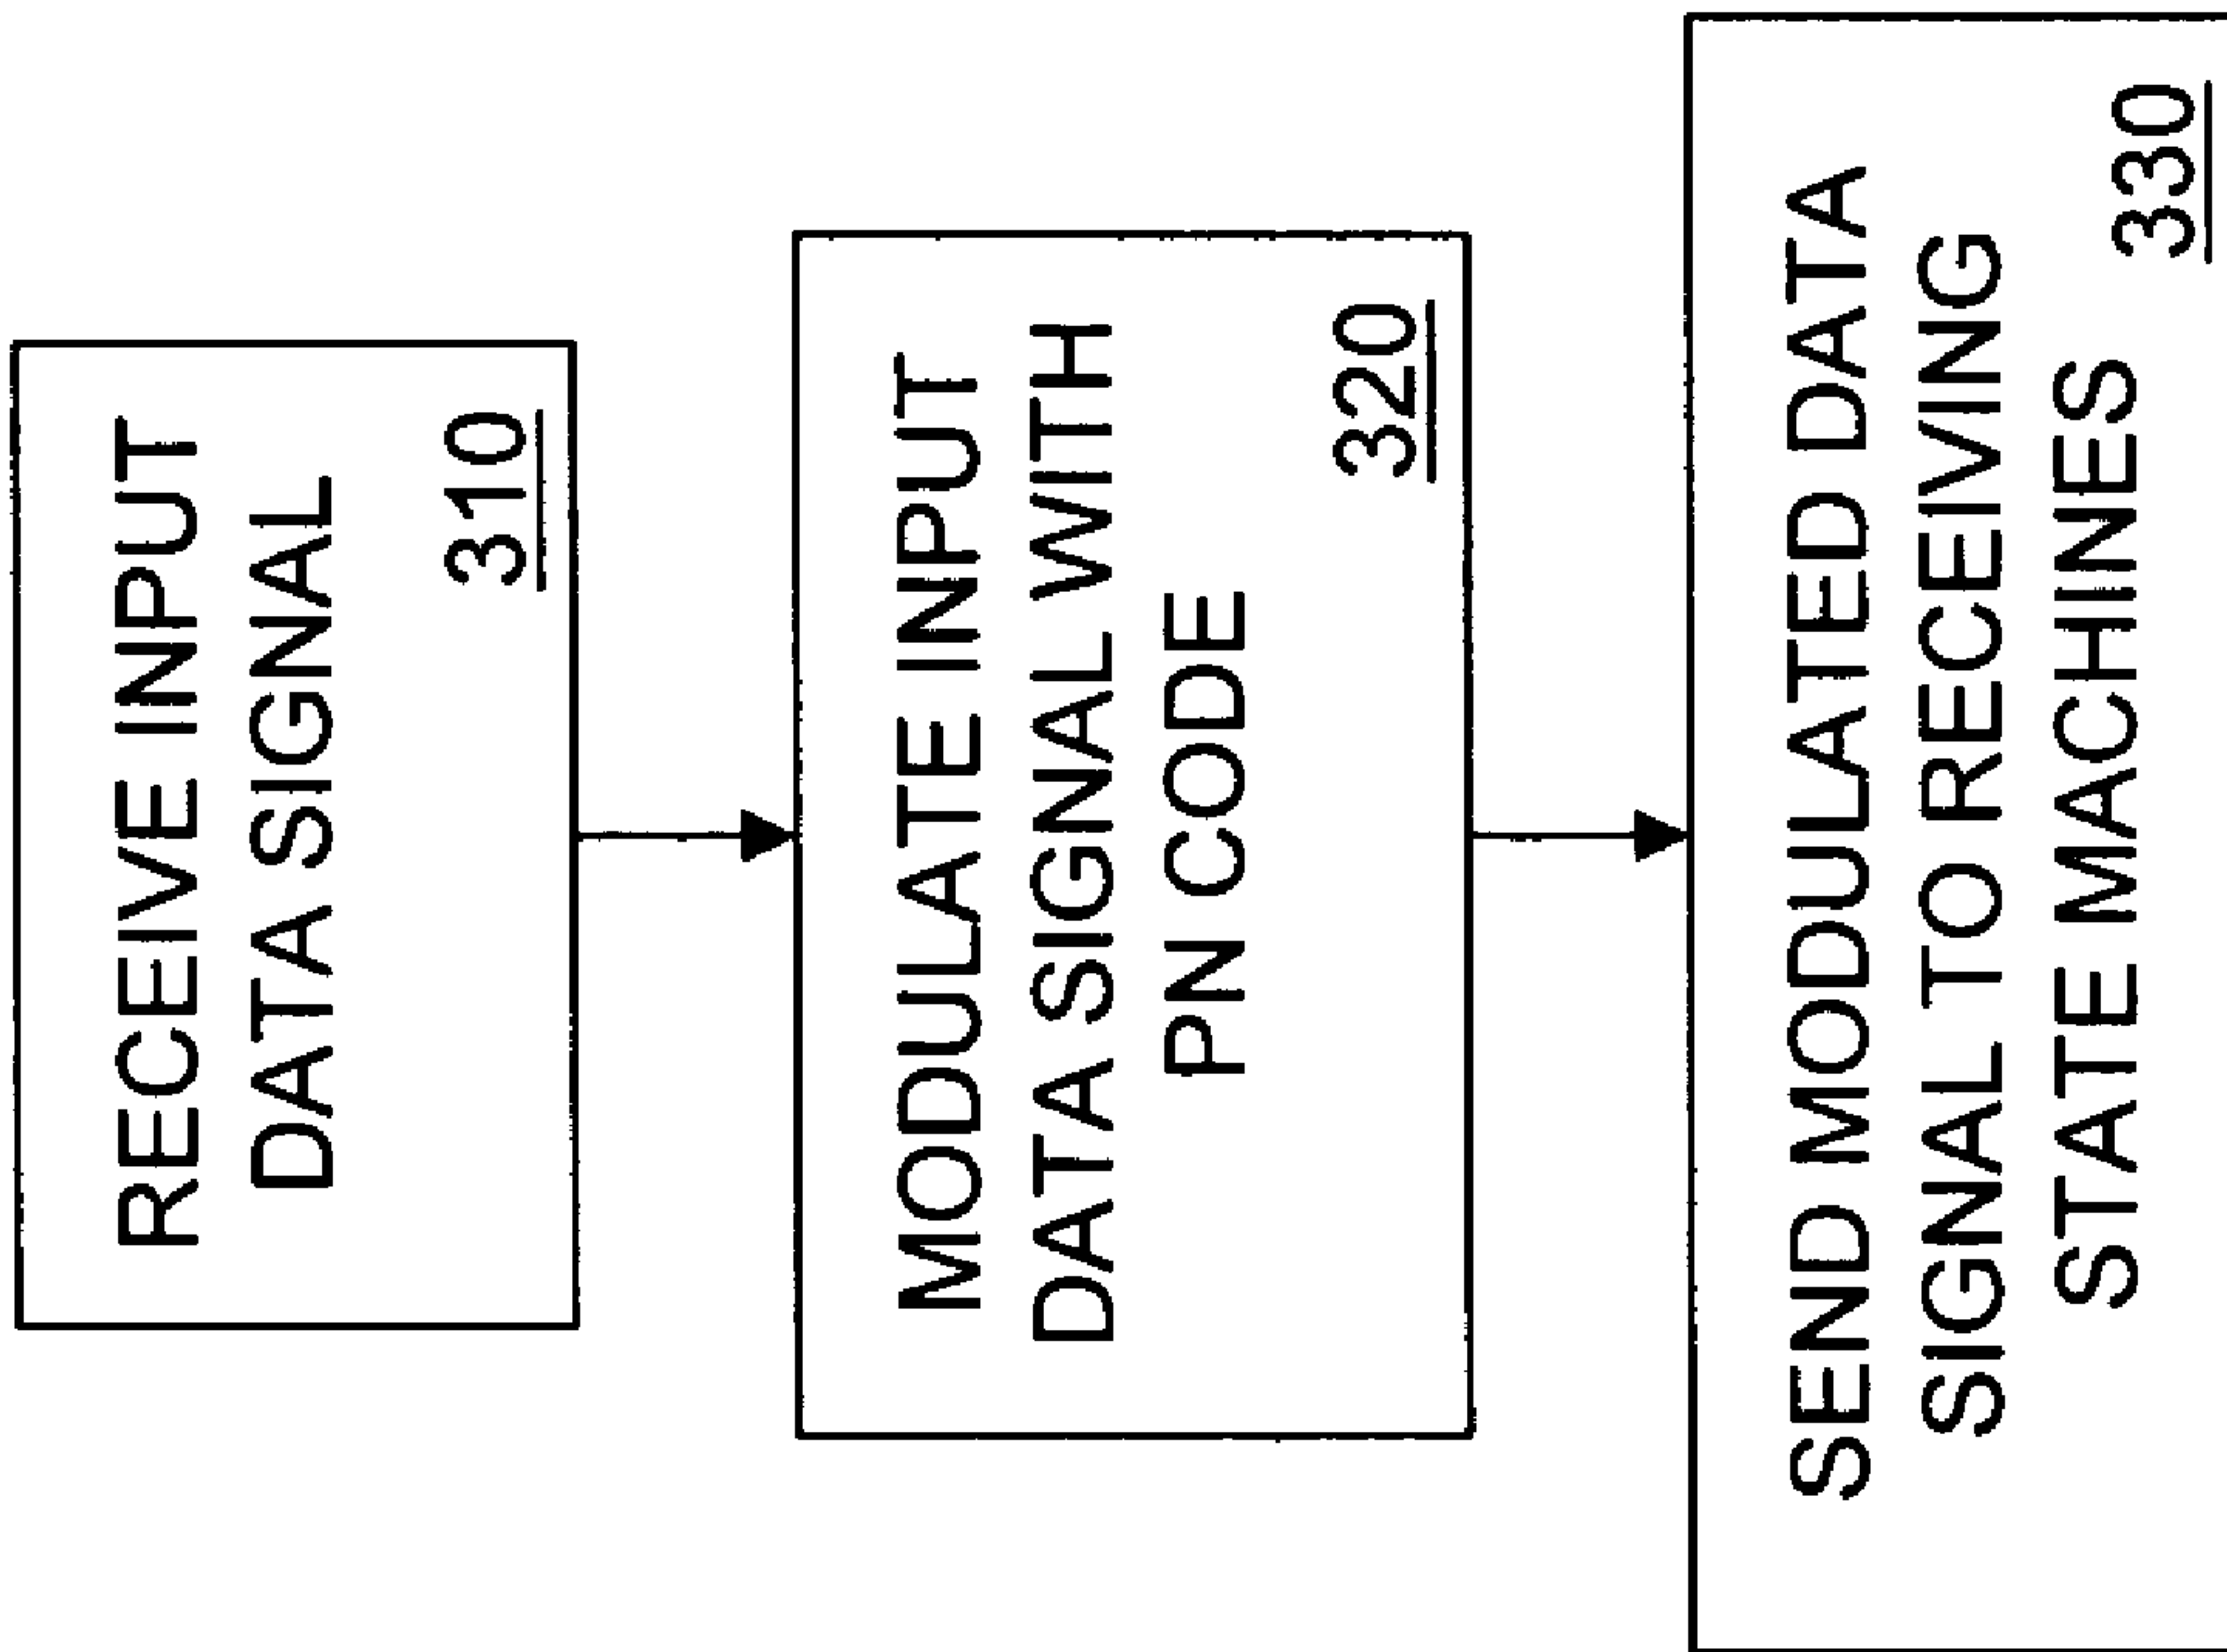 RECEIVE INPUT
DATA SIGNAL
310
MODULATE INPUT
DATA SIGNAL WITH
PN CODE
320
SEND MODULATED DATA
SIGNAL TO RECEIVING
STATE MACHINES
330